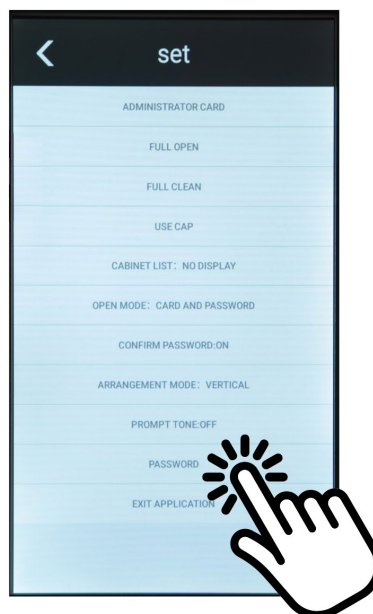 set
ADMINISTRATOR CARD
FULL OPEN
FULL CLEAN
USE CAP
CABINET LIST: NO DISPLAY
OPEN MODE: CARD AND PASSWORD
CONFIRM PASSWORD:ON
ARRANGEMENT MODE: VERTICAL
PROMPT TONE:OFF
PASSWORD
EXIT APPLICATION